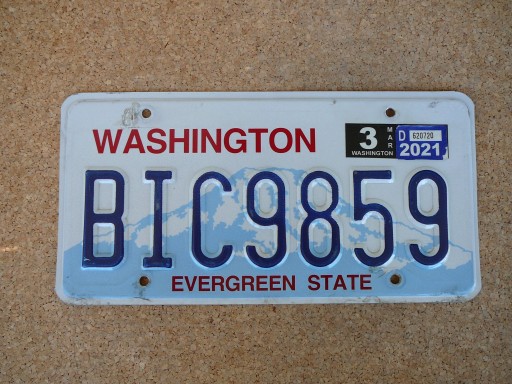 WASHINGTON
3 MAR WASHINGTON
D 620720 2021
BIC9859
EVERGREEN STATE